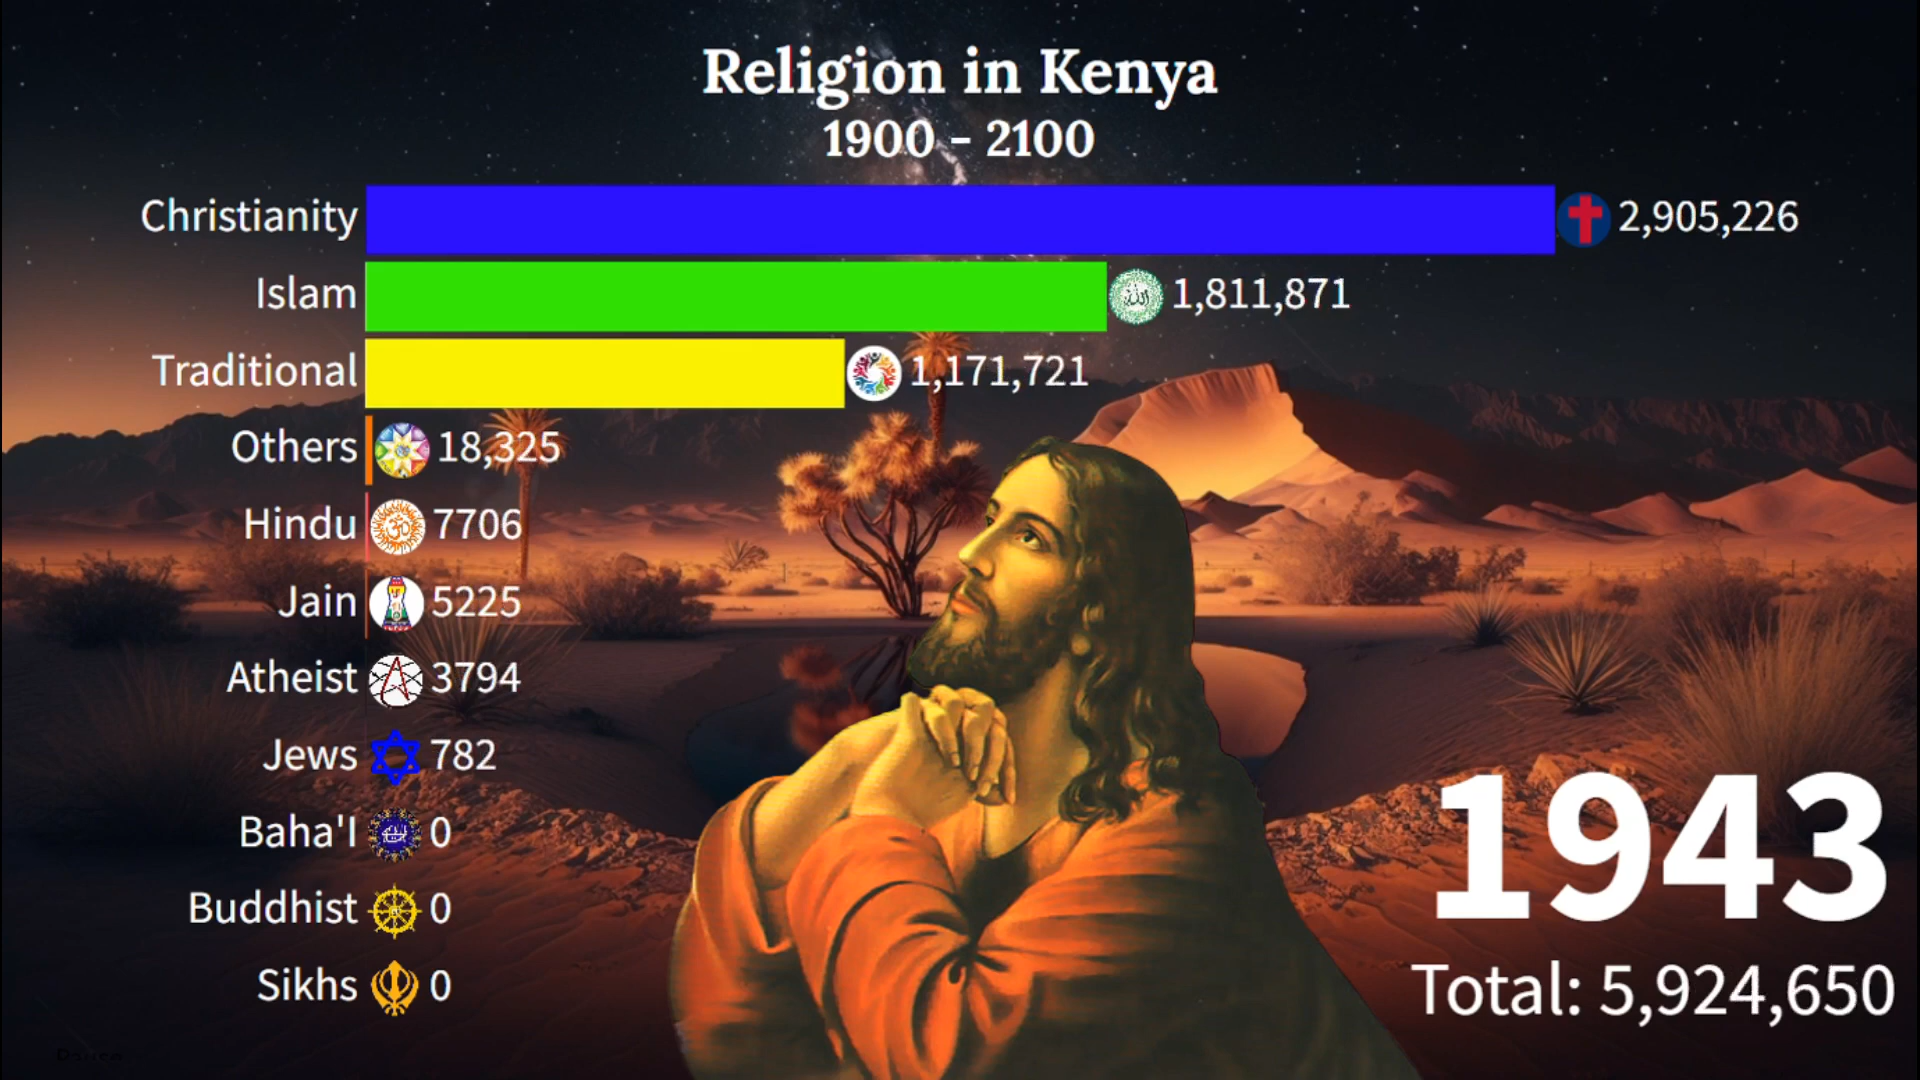 Religion in Kenya
1900 - 2100
Christianity 2,905,226
Islam 1,811,871
Traditional 1,171,721
Others 18,325
Hindu 7706
Jain 5225
Atheist 3794
Jews 782
Baha'I 0
Buddhist 0
Sikhs 0
1943
Total: 5,924,650